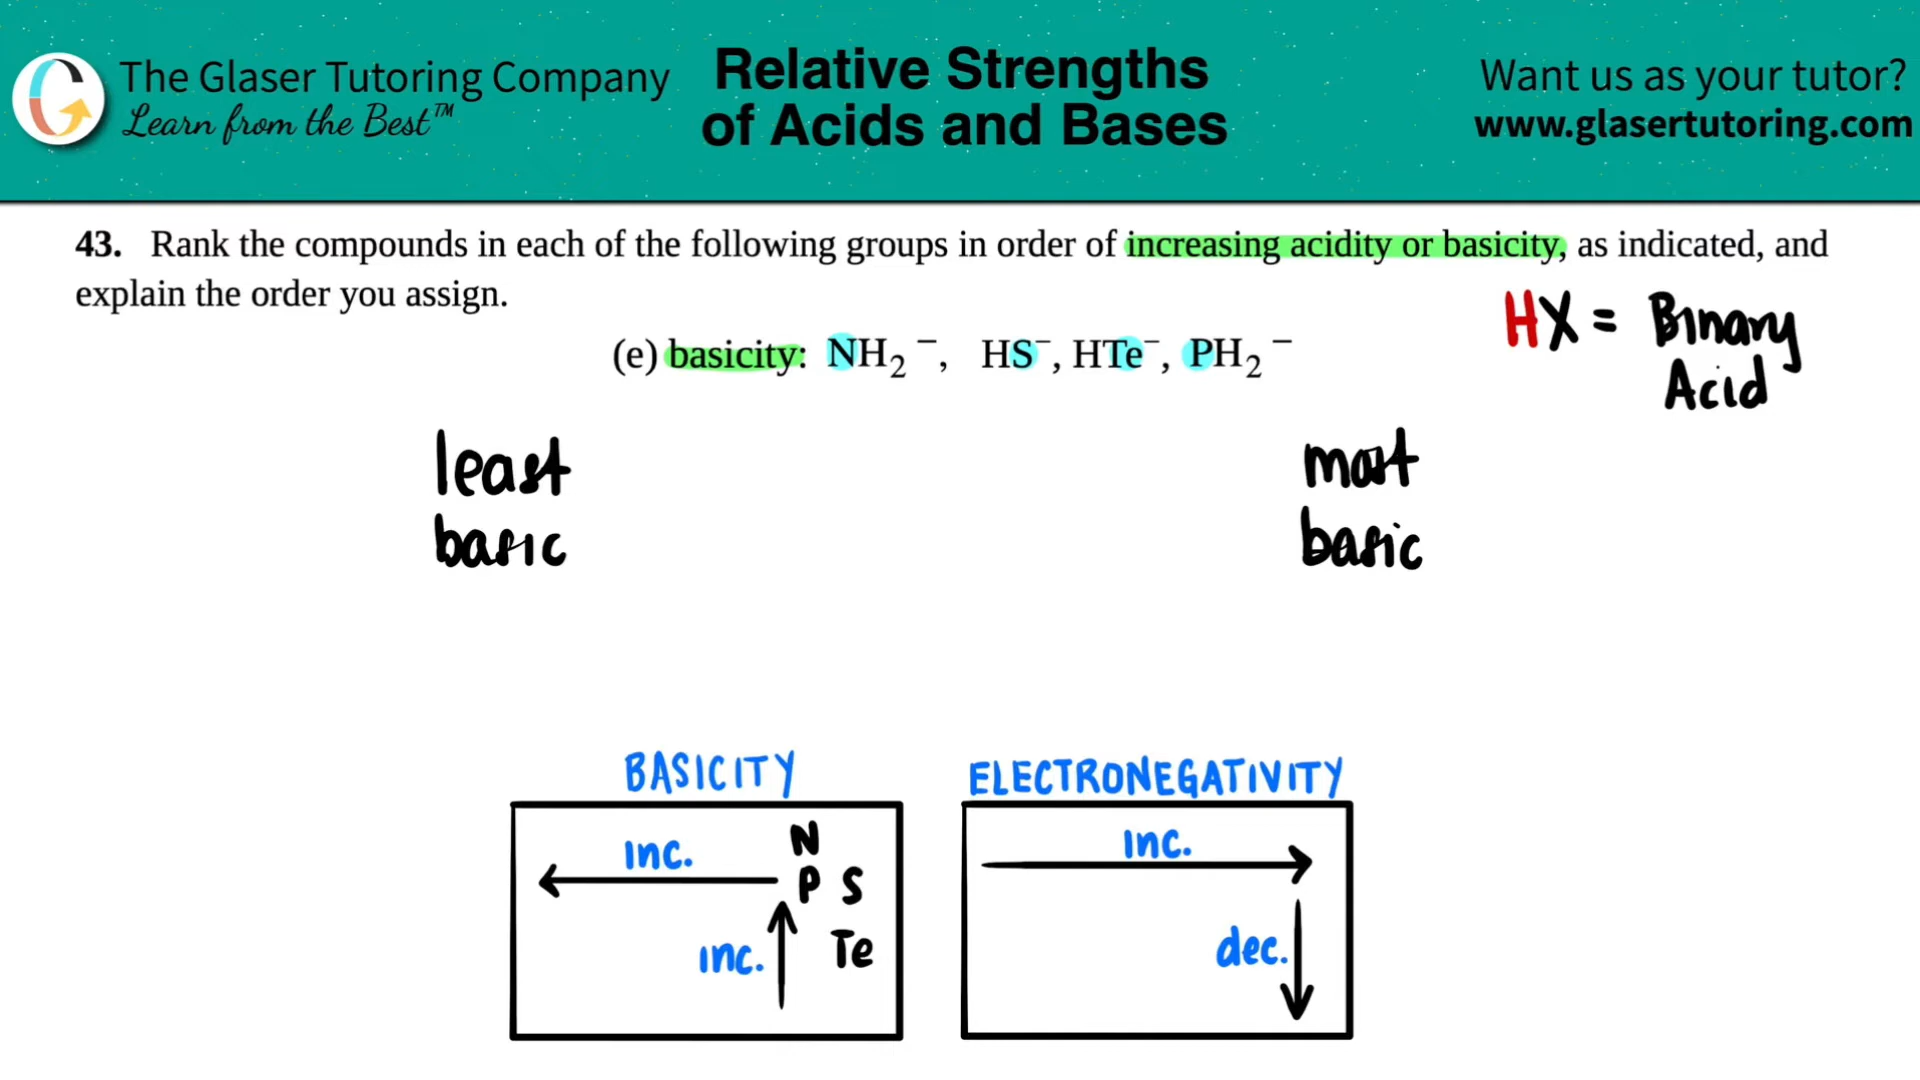 The Glaser Tutoring Company
Learn from the Best™
Relative Strengths
of Acids and Bases
Want us as your tutor?
www.glasertutoring.com
43. Rank the compounds in each of the following groups in order of increasing acidity or basicity, as indicated, and
explain the order you assign.
(e) basicity: NH₂⁻, HS⁻, HTe⁻, PH₂⁻
HX = Binary
Acid
least
basic
most
basic
BASICITY
inc.
N
P S
inc.
Te
ELECTRONEGATIVITY
inc.
dec.